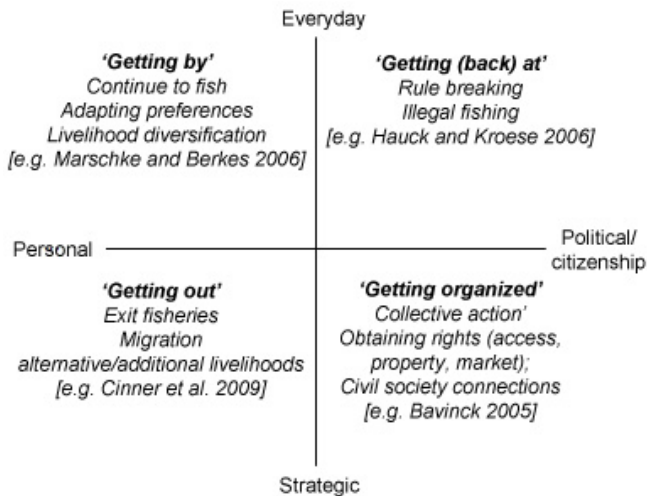 Everyday
'Getting by'
Continue to fish
Adapting preferences
Livelihood diversification
[e.g. Marschke and Berkes 2006]
'Getting (back) at'
Rule breaking
Illegal fishing
[e.g. Hauck and Kroese 2006]
Personal
Political/
citizenship
'Getting out'
Exit fisheries
Migration
alternative/additional livelihoods
[e.g. Cinner et al. 2009]
'Getting organized'
Collective action'
Obtaining rights (access,
property, market);
Civil society connections
[e.g. Bavinck 2005]
Strategic